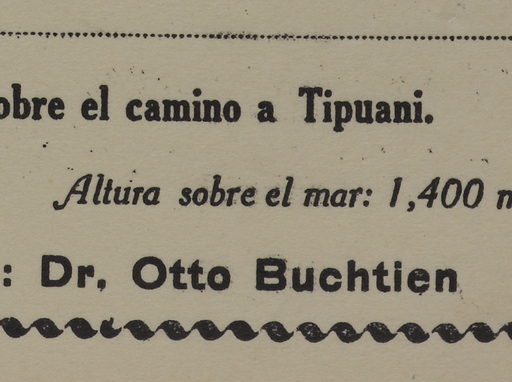 obre el camino a Tipuani.
Altura sobre el mar: 1,400 m
: Dr. Otto Buchtien